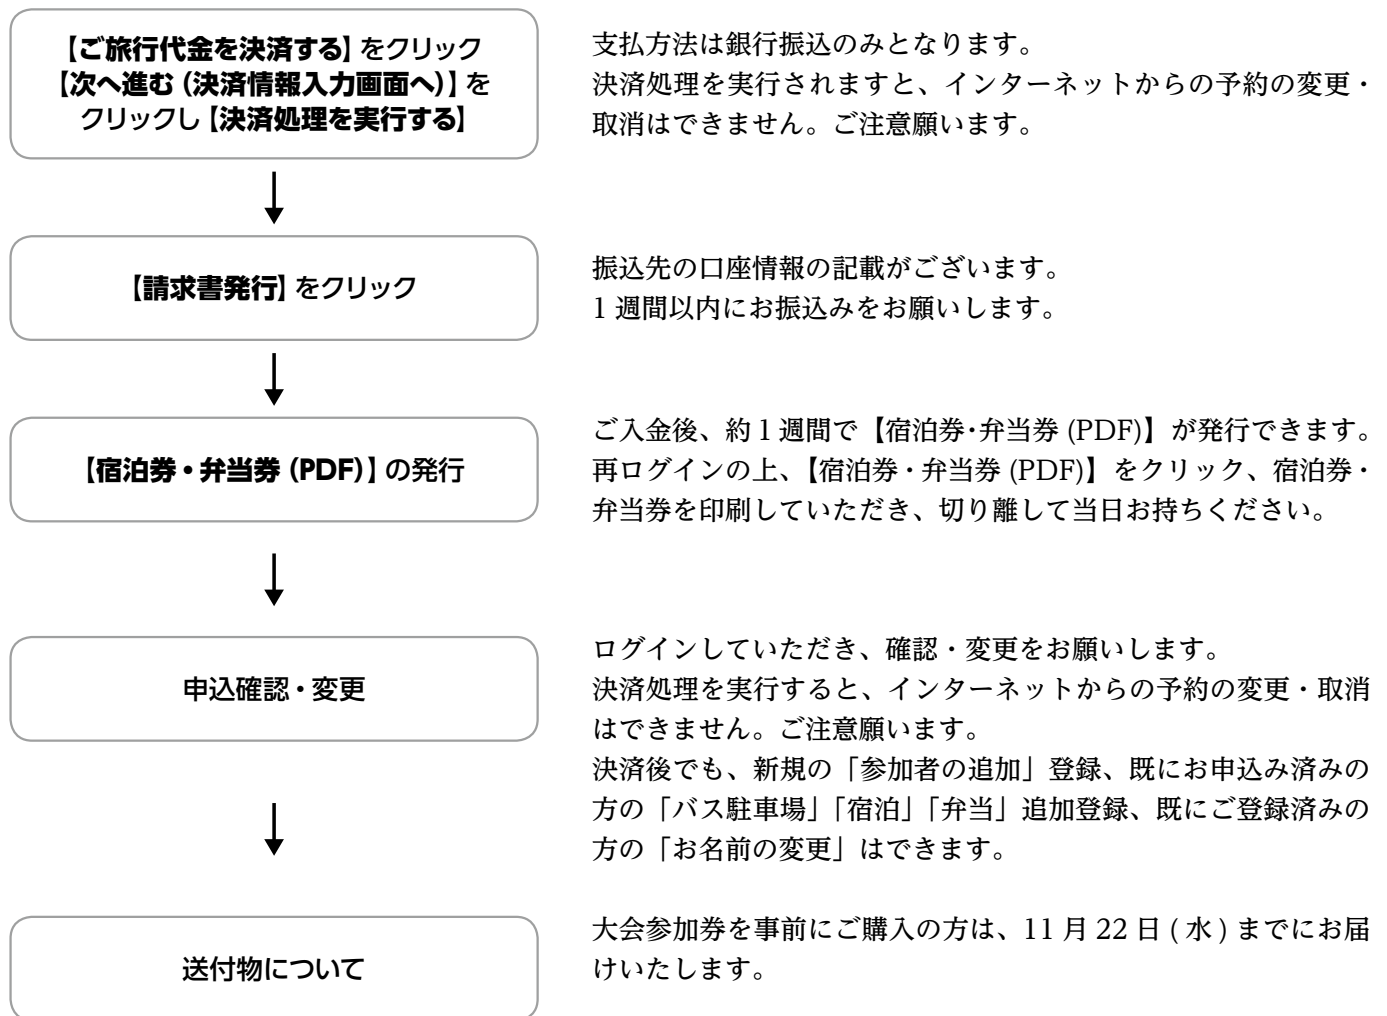 【ご旅行代金を決済する】をクリック
【次へ進む（決済情報入力画面へ）】を
クリックし【決済処理を実行する】
支払方法は銀行振込のみとなります。
決済処理を実行されますと、インターネットからの予約の変更・
取消はできません。ご注意願います。
【請求書発行】をクリック
振込先の口座情報の記載がございます。
1 週間以内にお振込みをお願いします。
【宿泊券・弁当券（PDF）】の発行
ご入金後、約 1 週間で【宿泊券・弁当券 (PDF)】が発行できます。
再ログインの上、【宿泊券・弁当券 (PDF)】をクリック、宿泊券・
弁当券を印刷していただき、切り離して当日お持ちください。
申込確認・変更
ログインしていただき、確認・変更をお願いします。
決済処理を実行すると、インターネットからの予約の変更・取消
はできません。ご注意願います。
決済後でも、新規の「参加者の追加」登録、既にお申込み済みの
方の「バス駐車場」「宿泊」「弁当」追加登録、既にご登録済みの
方の「お名前の変更」はできます。
送付物について
大会参加券を事前にご購入の方は、11 月 22 日 ( 水 ) までにお届
けいたします。